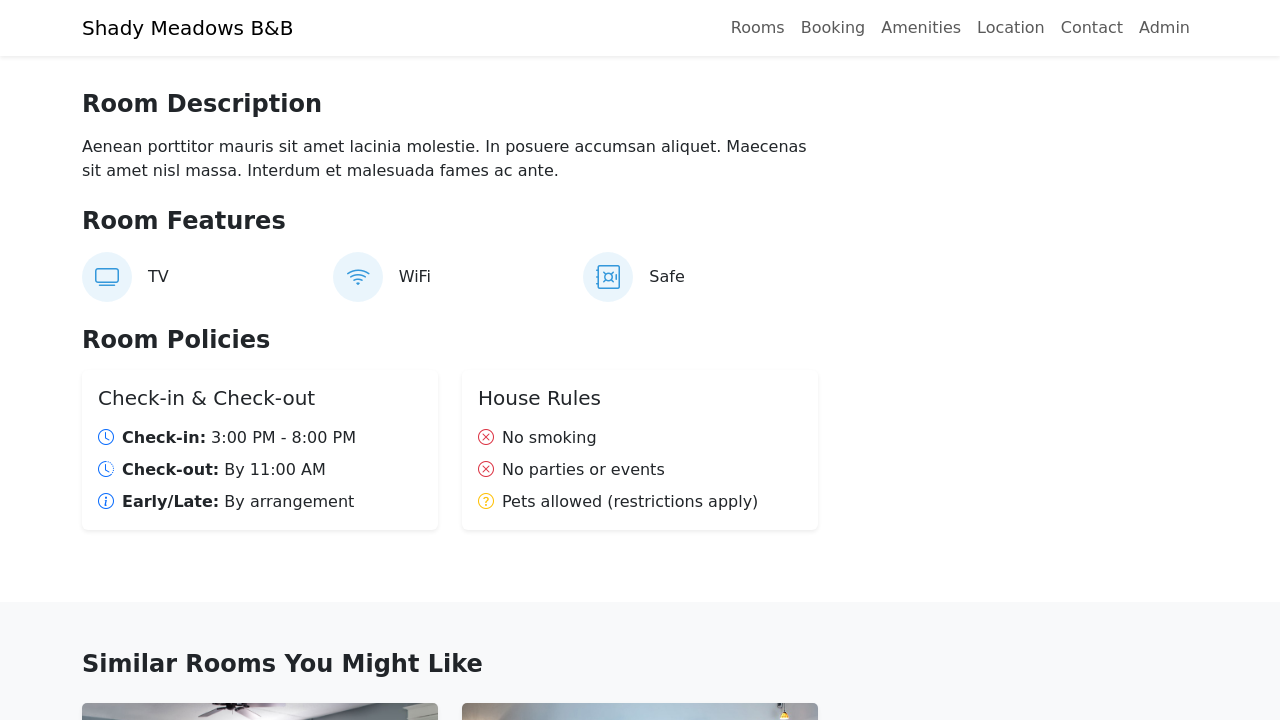 Shady Meadows B&B
Rooms Booking Amenities Location Contact Admin
Room Description
Aenean porttitor mauris sit amet lacinia molestie. In posuere accumsan aliquet. Maecenas
sit amet nisl massa. Interdum et malesuada fames ac ante.
Room Features
TV
WiFi
Safe
Room Policies
Check-in & Check-out
Check-in: 3:00 PM - 8:00 PM
Check-out: By 11:00 AM
Early/Late: By arrangement
House Rules
No smoking
No parties or events
Pets allowed (restrictions apply)
Similar Rooms You Might Like